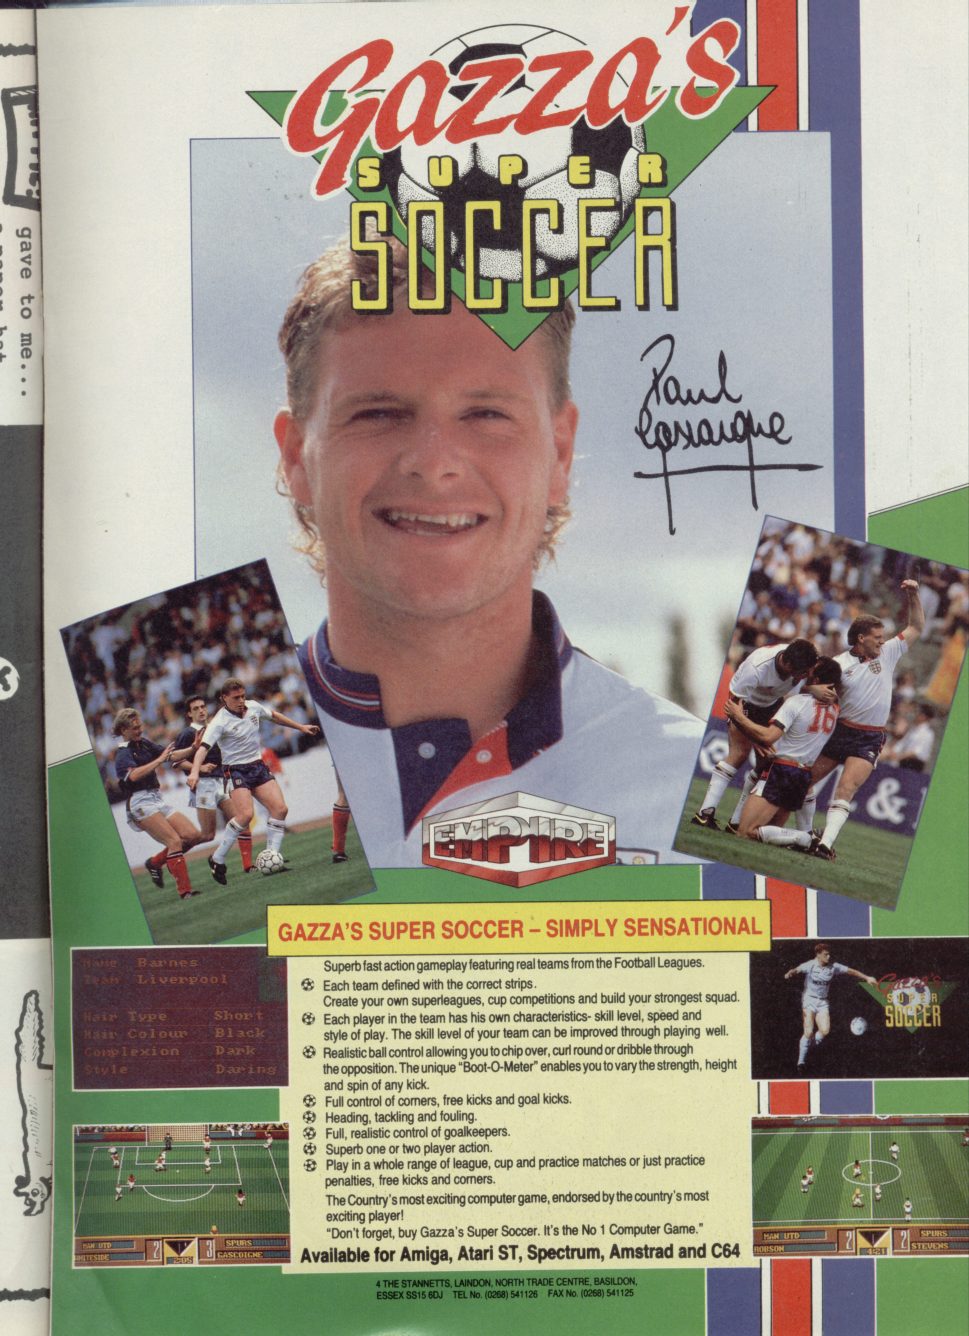 gave to me...
Gazza's
SUPER
SOCCER
Paul
Gascoigne
16
&
EMPIRE
GAZZA'S SUPER SOCCER – SIMPLY SENSATIONAL
Superb fast action gameplay featuring real teams from the Football Leagues.
Each team defined with the correct strips.
Create your own superleagues, cup competitions and build your strongest squad.
Each player in the team has his own characteristics- skill level, speed and
style of play. The skill level of your team can be improved through playing well.
Realistic ball control allowing you to chip over, curl round or dribble through
the opposition. The unique "Boot-O-Meter" enables you to vary the strength, height
and spin of any kick.
Full control of corners, free kicks and goal kicks.
Heading, tackling and fouling.
Full, realistic control of goalkeepers.
Superb one or two player action.
Play in a whole range of league, cup and practice matches or just practice
penalties, free kicks and corners.
The Country's most exciting computer game, endorsed by the country's most
exciting player!
"Don't forget, buy Gazza's Super Soccer. It's the No 1 Computer Game."
Available for Amiga, Atari ST, Spectrum, Amstrad and C64
4 THE STANNETTS, LAINDON, NORTH TRADE CENTRE, BASILDON,
ESSEX SS15 6DJ TEL No. (0268) 541126 FAX No. (0268) 541125
Name Barnes
Team Liverpool
Hair Type Short
Hair Colour Black
Complexion Dark
Style Daring
MAN UTD 2 3 SPURS
GASCOIGNE
Gazza's
SUPER
SOCCER
MAN UTD 2 2 SPURS
ROBSON 4:21 STEVENS